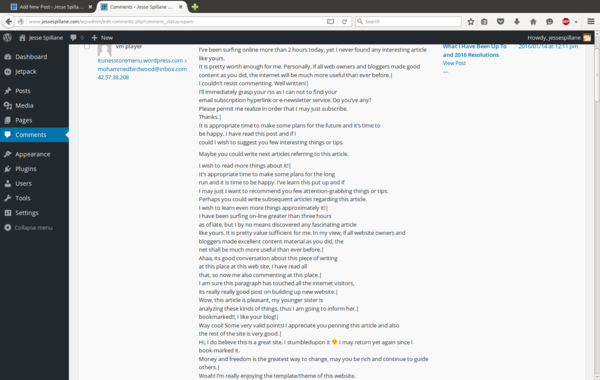 Add New Post ‹ Jesse Spilla...
Comments ‹ Jesse Spillane...
www.jessespillane.com/wp-admin/edit-comments.php?comment_status=spam
Search
Jesse Spillane
New
Howdy, jessespillane
Dashboard
Jetpack
Posts
Media
Pages
Comments
Appearance
Plugins
Users
Tools
Settings
Collapse menu
vm player
itunesstoremenu.wordpress.com
mohammedbirdwood@inbox.com
42.57.38.208
I've been surfing online more than 2 hours today, yet I never found any interesting article
like yours.
It is pretty worth enough for me. Personally, if all web owners and bloggers made good
content as you did, the internet will be much more useful than ever before.|
I couldn't resist commenting. Well written!|
I'll immediately grasp your rss as I can not to find your
email subscription hyperlink or e-newsletter service. Do you've any?
Please permit me realize in order that I may just subscribe.
Thanks.|
It is appropriate time to make some plans for the future and it's time to
be happy. I have read this post and if I
could I wish to suggest you few interesting things or tips.
Maybe you could write next articles referring to this article.
I wish to read more things about it!|
It's appropriate time to make some plans for the long
run and it is time to be happy. I've learn this put up and if
I may just I want to recommend you few attention-grabbing things or tips.
Perhaps you could write subsequent articles regarding this article.
I wish to learn even more things approximately it!|
I have been surfing on-line greater than three hours
as of late, but I by no means discovered any fascinating article
like yours. It is pretty value sufficient for me. In my view, if all website owners and
bloggers made excellent content material as you did, the
net shall be much more useful than ever before.|
Ahaa, its good conversation about this piece of writing
at this place at this web site, I have read all
that, so now me also commenting at this place.|
I am sure this paragraph has touched all the internet visitors,
its really really good post on building up new website.|
Wow, this article is pleasant, my younger sister is
analyzing these kinds of things, thus I am going to inform her.|
bookmarked!!, I like your blog!|
Way cool! Some very valid points! I appreciate you penning this article and also
the rest of the site is very good.|
Hi, I do believe this is a great site. I stumbledupon it 😉 I may return yet again since I
book-marked it.
Money and freedom is the greatest way to change, may you be rich and continue to guide
others.|
Woah! I'm really enjoying the template/theme of this website.
What I Have Been Up To
and 2016 Resolutions
View Post
—
2016/01/14 at 12:11 pm